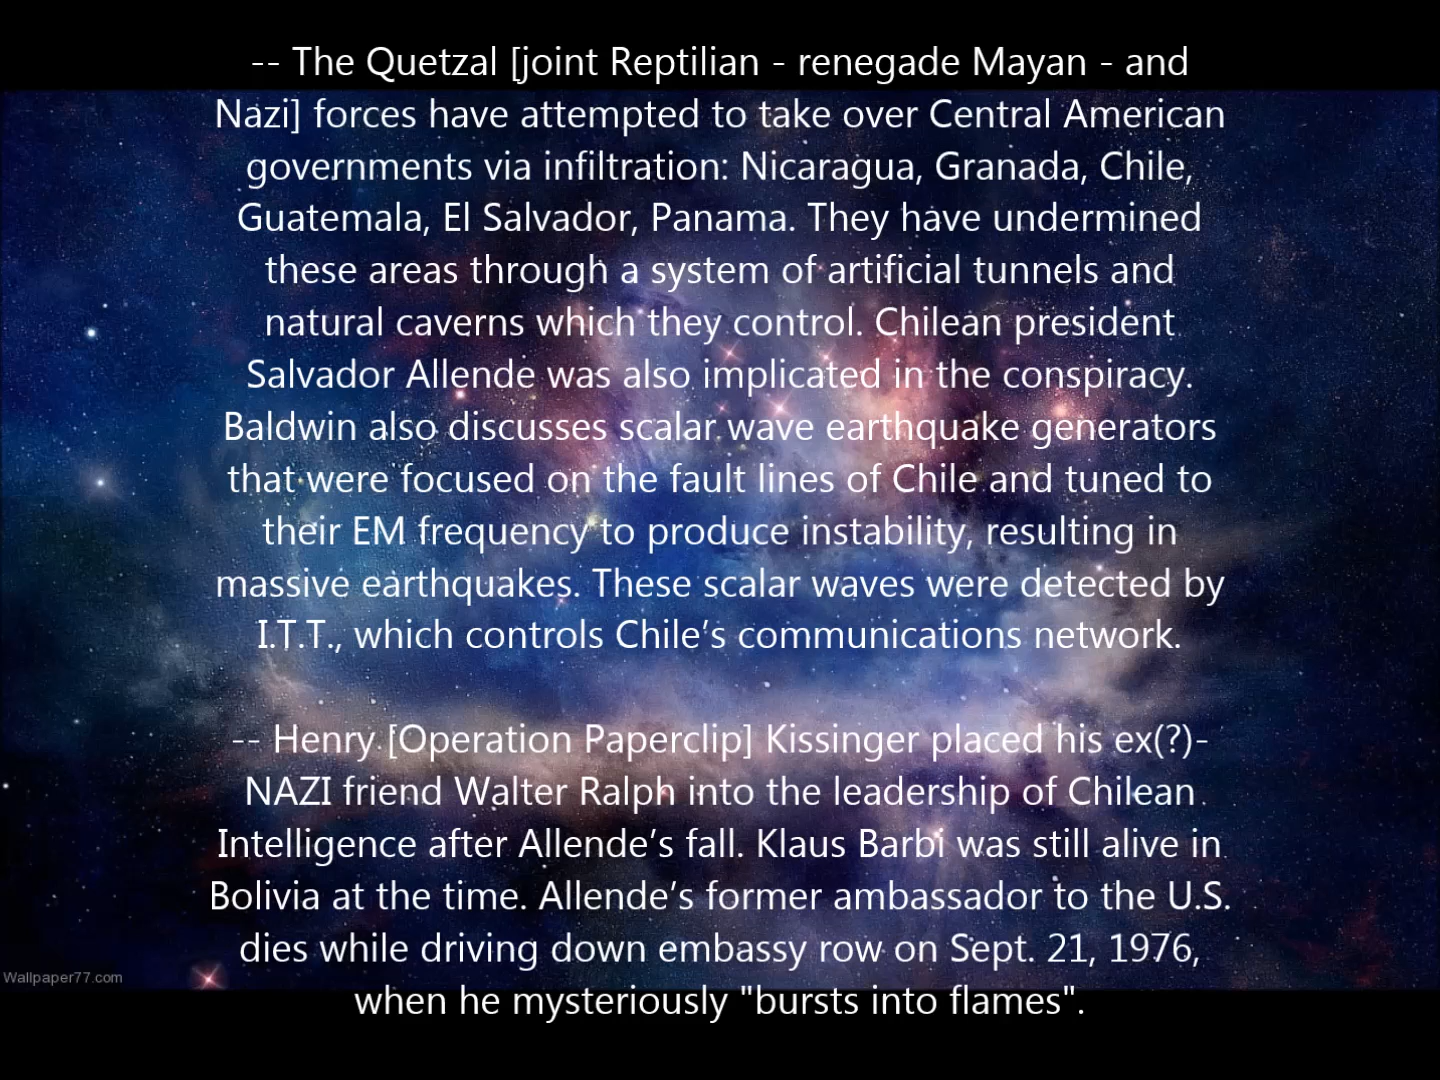 -- The Quetzal [joint Reptilian - renegade Mayan - and
Nazi] forces have attempted to take over Central American
governments via infiltration: Nicaragua, Granada, Chile,
Guatemala, El Salvador, Panama. They have undermined
these areas through a system of artificial tunnels and
natural caverns which they control. Chilean president
Salvador Allende was also implicated in the conspiracy.
Baldwin also discusses scalar wave earthquake generators
that were focused on the fault lines of Chile and tuned to
their EM frequency to produce instability, resulting in
massive earthquakes. These scalar waves were detected by
I.T.T., which controls Chile’s communications network.
-- Henry [Operation Paperclip] Kissinger placed his ex(?)-
NAZI friend Walter Ralph into the leadership of Chilean
Intelligence after Allende’s fall. Klaus Barbi was still alive in
Bolivia at the time. Allende’s former ambassador to the U.S.
dies while driving down embassy row on Sept. 21, 1976,
when he mysteriously "bursts into flames".
Wallpaper77.com